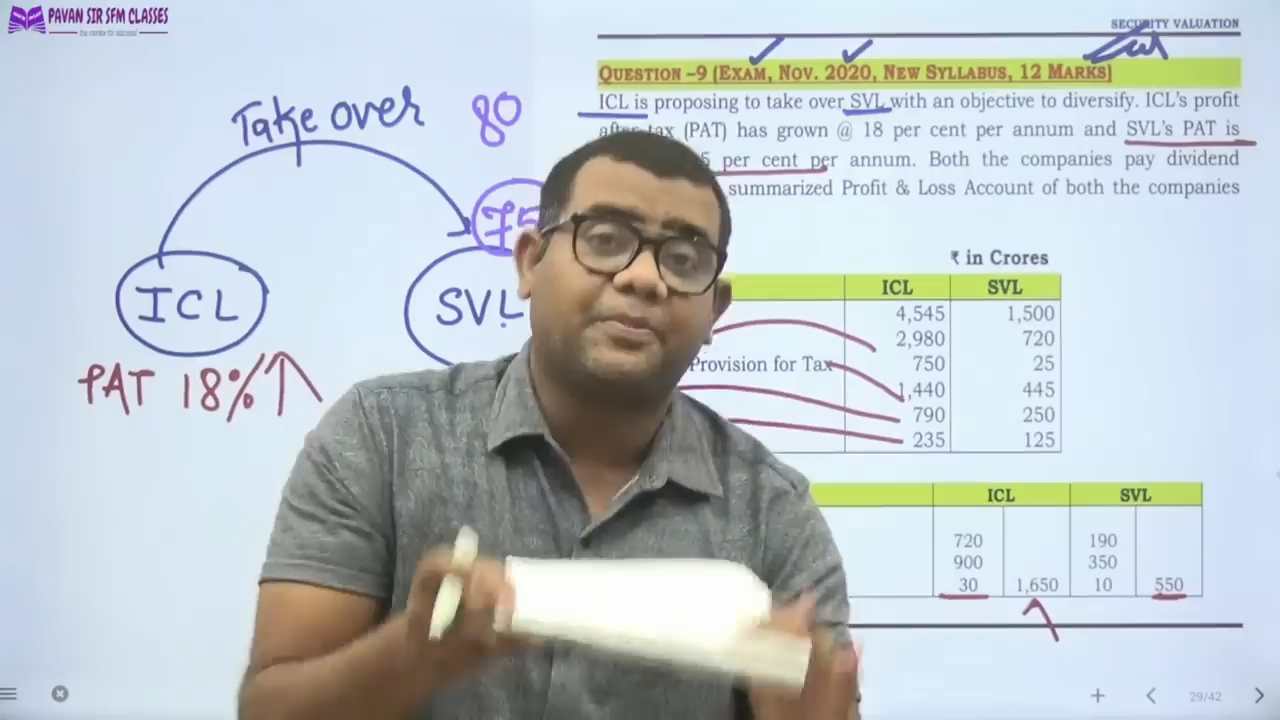 PAVAN SIR SFM CLASSES
the mentor for success!
SECURITY VALUATION
QUESTION –9 (EXAM, NOV. 2020, NEW SYLLABUS, 12 MARKS)
ICL is proposing to take over SVL with an objective to diversify. ICL's profit
after tax (PAT) has grown @ 18 per cent per annum and SVL's PAT is
per cent per annum. Both the companies pay dividend
summarized Profit & Loss Account of both the companies
Take over 80
75
ICL
SVL
PAT 18% ↑
₹ in Crores
ICL SVL
4,545 1,500
2,980 720
Provision for Tax 750 25
1,440 445
790 250
235 125
ICL SVL
720 190
900 350
30 1,650 10 550
29/42